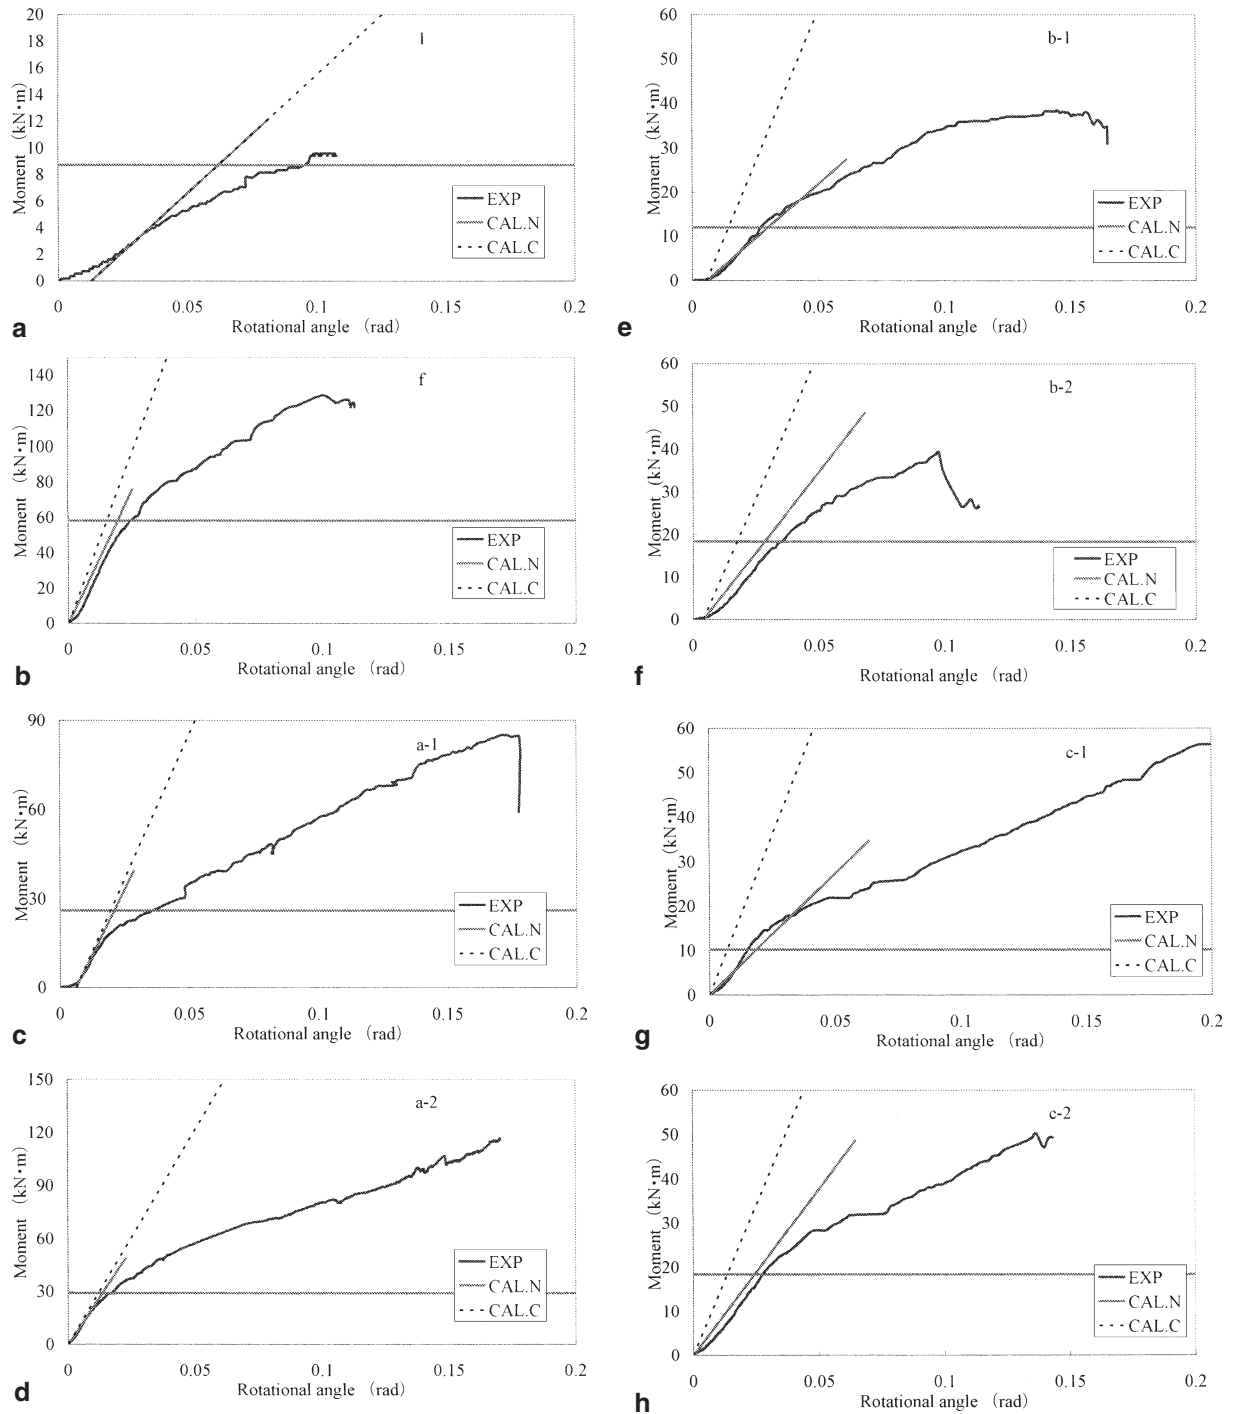 20
18
16
14
12
10
8
6
4
2
0
Moment (kN•m)
l
EXP
CAL.N
CAL.C
0 0.05 0.1 0.15 0.2
Rotational angle (rad)
a
140
120
100
80
60
40
20
0
Moment (kN•m)
f
EXP
CAL.N
CAL.C
0 0.05 0.1 0.15 0.2
Rotational angle (rad)
b
90
60
30
0
Moment (kN•m)
a-1
EXP
CAL.N
CAL.C
0 0.05 0.1 0.15 0.2
Rotational angle (rad)
c
150
120
90
60
30
0
Moment (kN•m)
a-2
EXP
CAL.N
CAL.C
0 0.05 0.1 0.15 0.2
Rotational angle (rad)
d
60
50
40
30
20
10
0
Moment (kN•m)
b-1
EXP
CAL.N
CAL.C
0 0.05 0.1 0.15 0.2
Rotational angle (rad)
e
60
50
40
30
20
10
0
Moment (kN•m)
b-2
EXP
CAL.N
CAL.C
0 0.05 0.1 0.15 0.2
Rotational angle (rad)
f
60
50
40
30
20
10
0
Moment (kN•m)
c-1
EXP
CAL.N
CAL.C
0 0.05 0.1 0.15 0.2
Rotational angle (rad)
g
60
50
40
30
20
10
0
Moment (kN•m)
c-2
EXP
CAL.N
CAL.C
0 0.05 0.1 0.15 0.2
Rotational angle (rad)
h